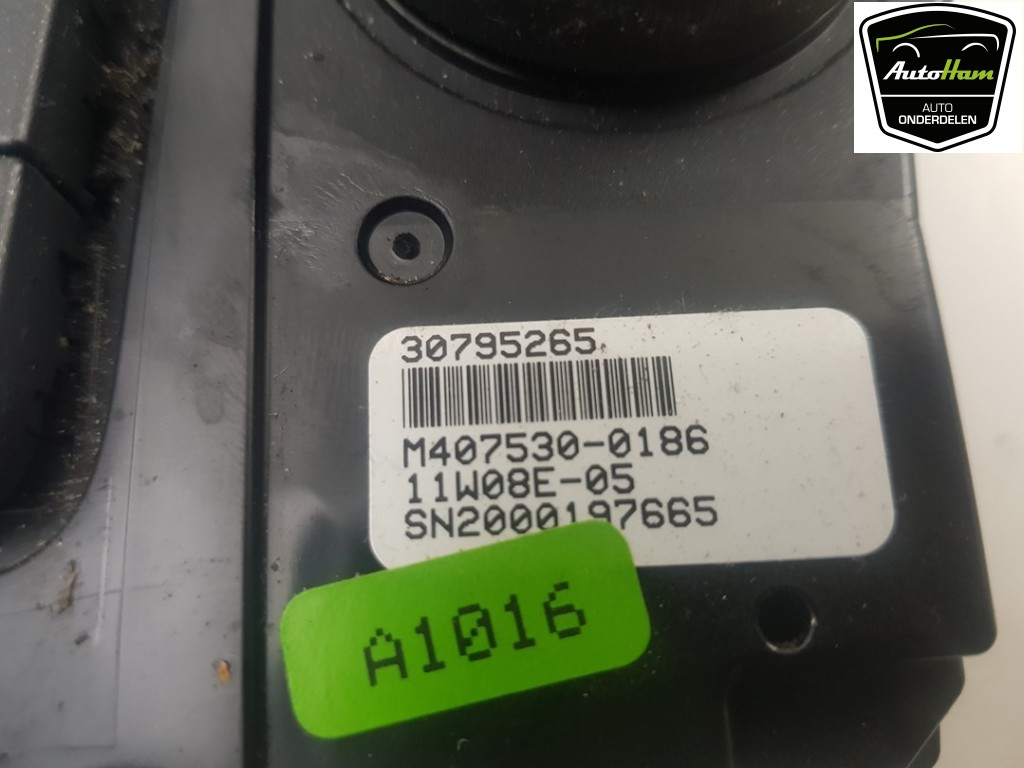 AutoHam
AUTO
ONDERDELEN
30795265
M407530-0186
11W08E-05
SN2000197665
A1016